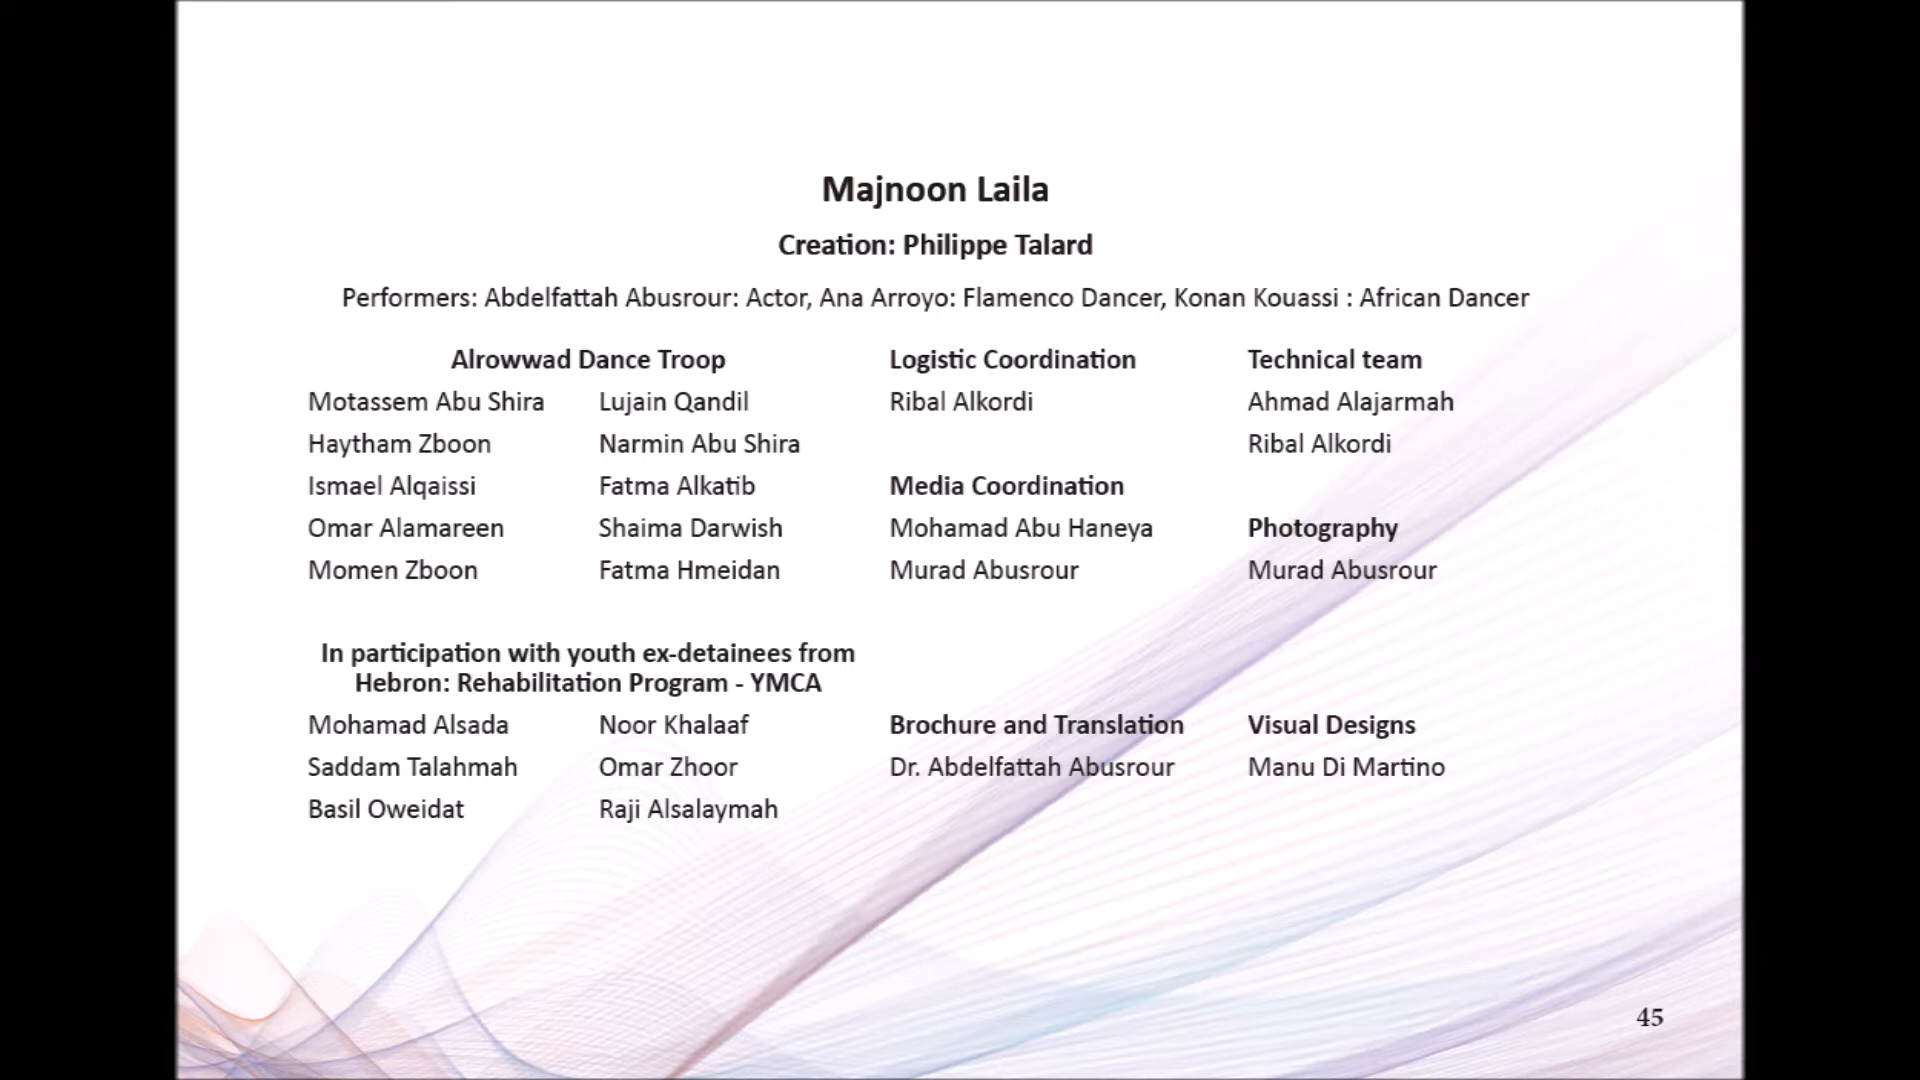 Majnoon Laila
Creation: Philippe Talard
Performers: Abdelfattah Abusrour: Actor, Ana Arroyo: Flamenco Dancer, Konan Kouassi : African Dancer
Alrowwad Dance Troop
Motassem Abu Shira Lujain Qandil
Haytham Zboon Narmin Abu Shira
Ismael Alqaissi Fatma Alkatib
Omar Alamareen Shaima Darwish
Momen Zboon Fatma Hmeidan
Logistic Coordination
Ribal Alkordi
Media Coordination
Mohamad Abu Haneya
Murad Abusrour
Technical team
Ahmad Alajarmah
Ribal Alkordi
Photography
Murad Abusrour
In participation with youth ex-detainees from
Hebron: Rehabilitation Program - YMCA
Mohamad Alsada Noor Khalaaf
Saddam Talahmah Omar Zhoor
Basil Oweidat Raji Alsalaymah
Brochure and Translation
Dr. Abdelfattah Abusrour
Visual Designs
Manu Di Martino
45